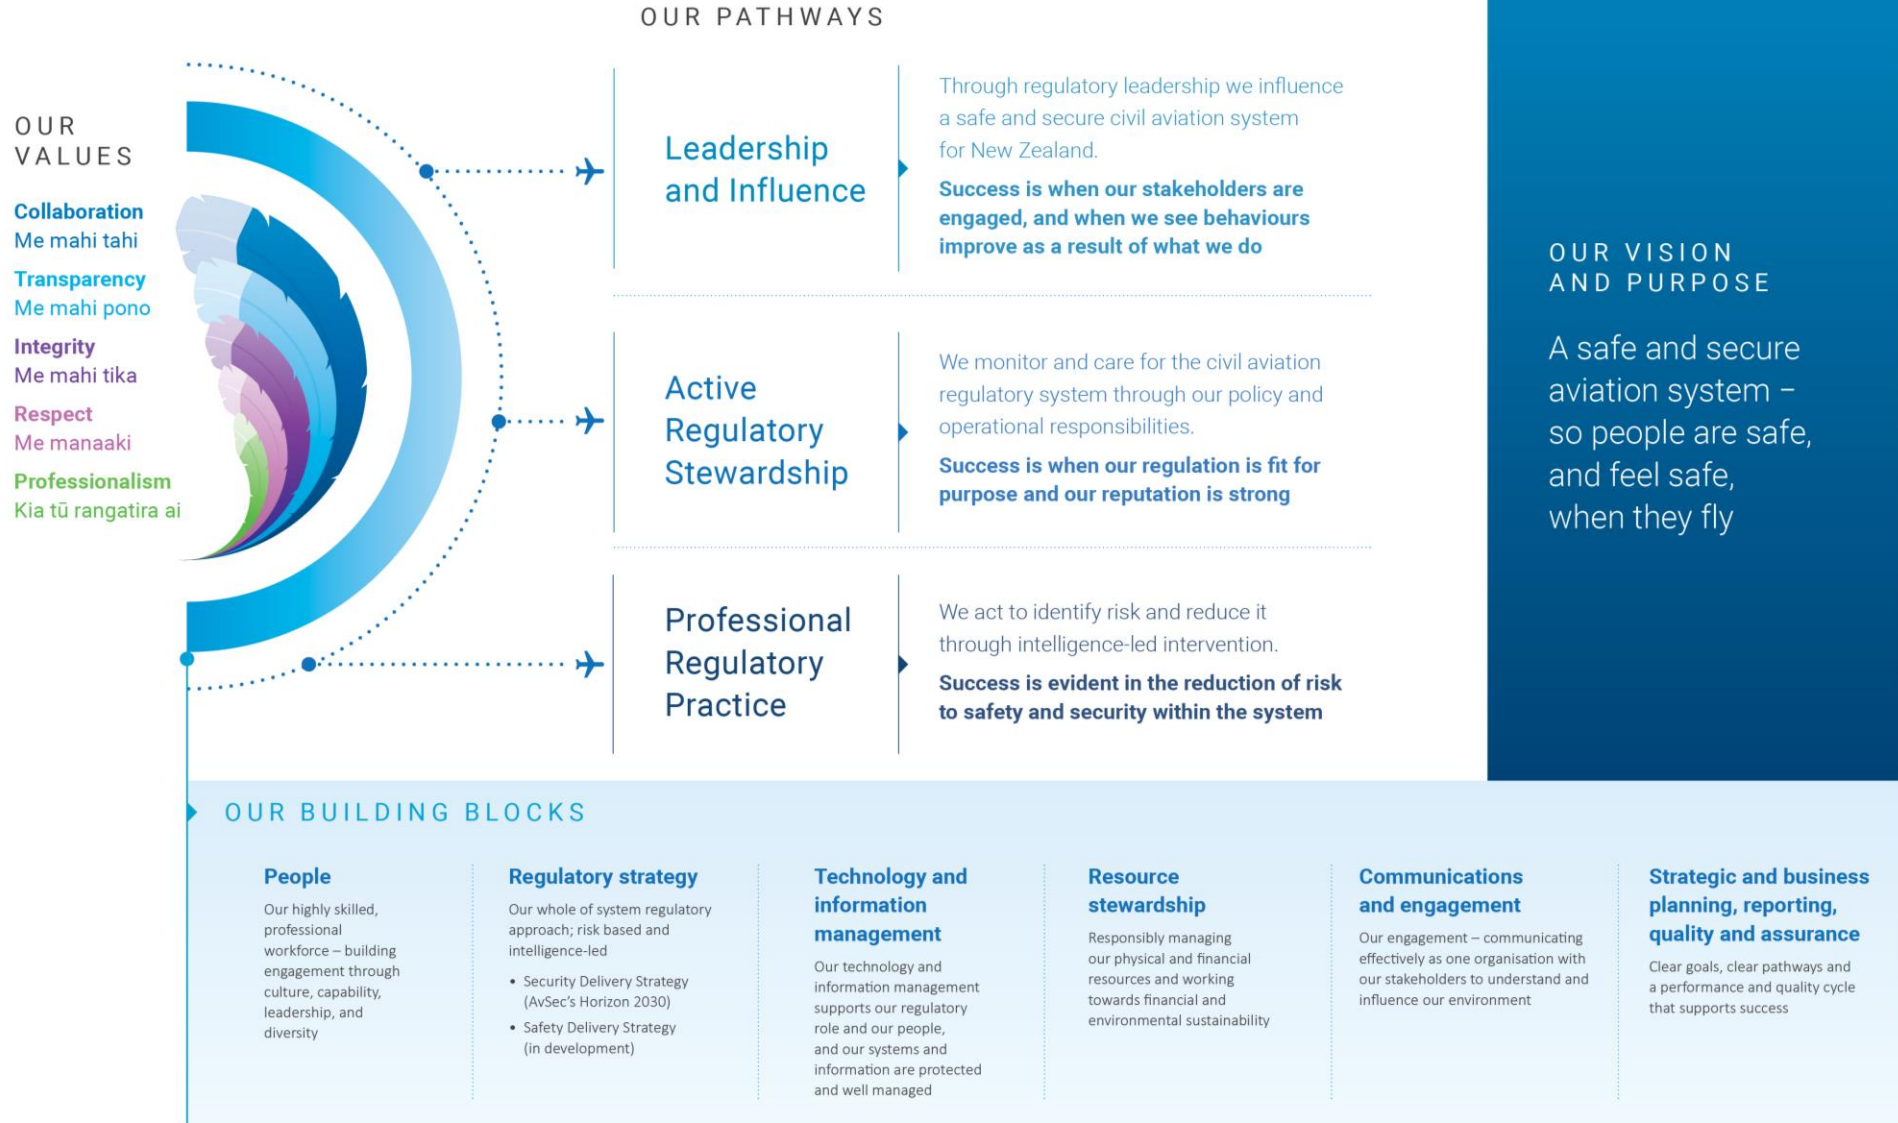 OUR PATHWAYS
OUR
VALUES
Collaboration
Me mahi tahi
Transparency
Me mahi pono
Integrity
Me mahi tika
Respect
Me manaaki
Professionalism
Kia tū rangatira ai
Leadership
and Influence
Through regulatory leadership we influence
a safe and secure civil aviation system
for New Zealand.
Success is when our stakeholders are
engaged, and when we see behaviours
improve as a result of what we do
Active
Regulatory
Stewardship
We monitor and care for the civil aviation
regulatory system through our policy and
operational responsibilities.
Success is when our regulation is fit for
purpose and our reputation is strong
Professional
Regulatory
Practice
We act to identify risk and reduce it
through intelligence-led intervention.
Success is evident in the reduction of risk
to safety and security within the system
OUR VISION
AND PURPOSE
A safe and secure
aviation system –
so people are safe,
and feel safe,
when they fly
OUR BUILDING BLOCKS
People
Our highly skilled,
professional
workforce – building
engagement through
culture, capability,
leadership, and
diversity
Regulatory strategy
Our whole of system regulatory
approach; risk based and
intelligence-led
• Security Delivery Strategy
(AvSec's Horizon 2030)
• Safety Delivery Strategy
(in development)
Technology and
information
management
Our technology and
information management
supports our regulatory
role and our people,
and our systems and
information are protected
and well managed
Resource
stewardship
Responsibly managing
our physical and financial
resources and working
towards financial and
environmental sustainability
Communications
and engagement
Our engagement – communicating
effectively as one organisation with
our stakeholders to understand and
influence our environment
Strategic and business
planning, reporting,
quality and assurance
Clear goals, clear pathways and
a performance and quality cycle
that supports success